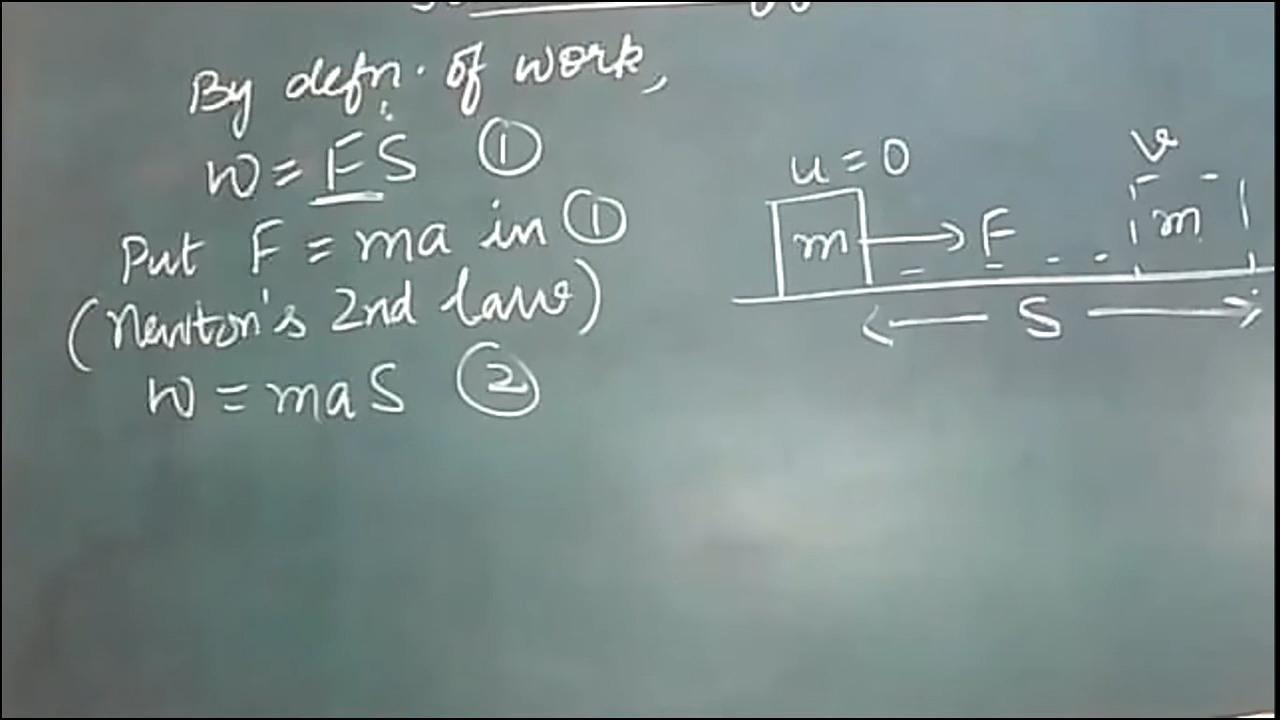 By defn. of work,
W = FS ①
Put F = ma in ①
(Newton's 2nd law)
W = maS ②
u = 0
v
m
F
m
S